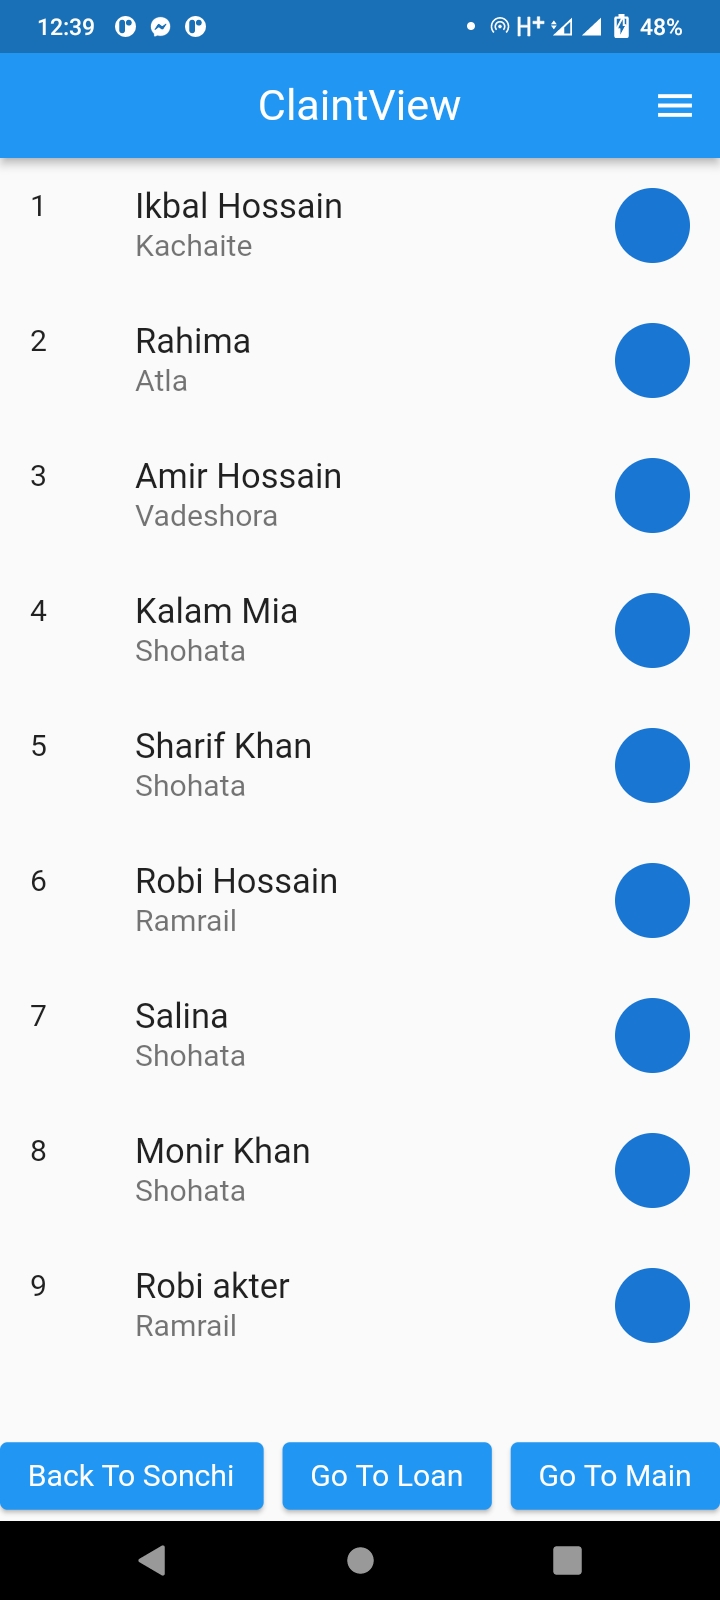 12:39 H+ 48%
ClaintView
1 Ikbal Hossain
Kachaite
2 Rahima
Atla
3 Amir Hossain
Vadeshora
4 Kalam Mia
Shohata
5 Sharif Khan
Shohata
6 Robi Hossain
Ramrail
7 Salina
Shohata
8 Monir Khan
Shohata
9 Robi akter
Ramrail
Back To Sonchi Go To Loan Go To Main